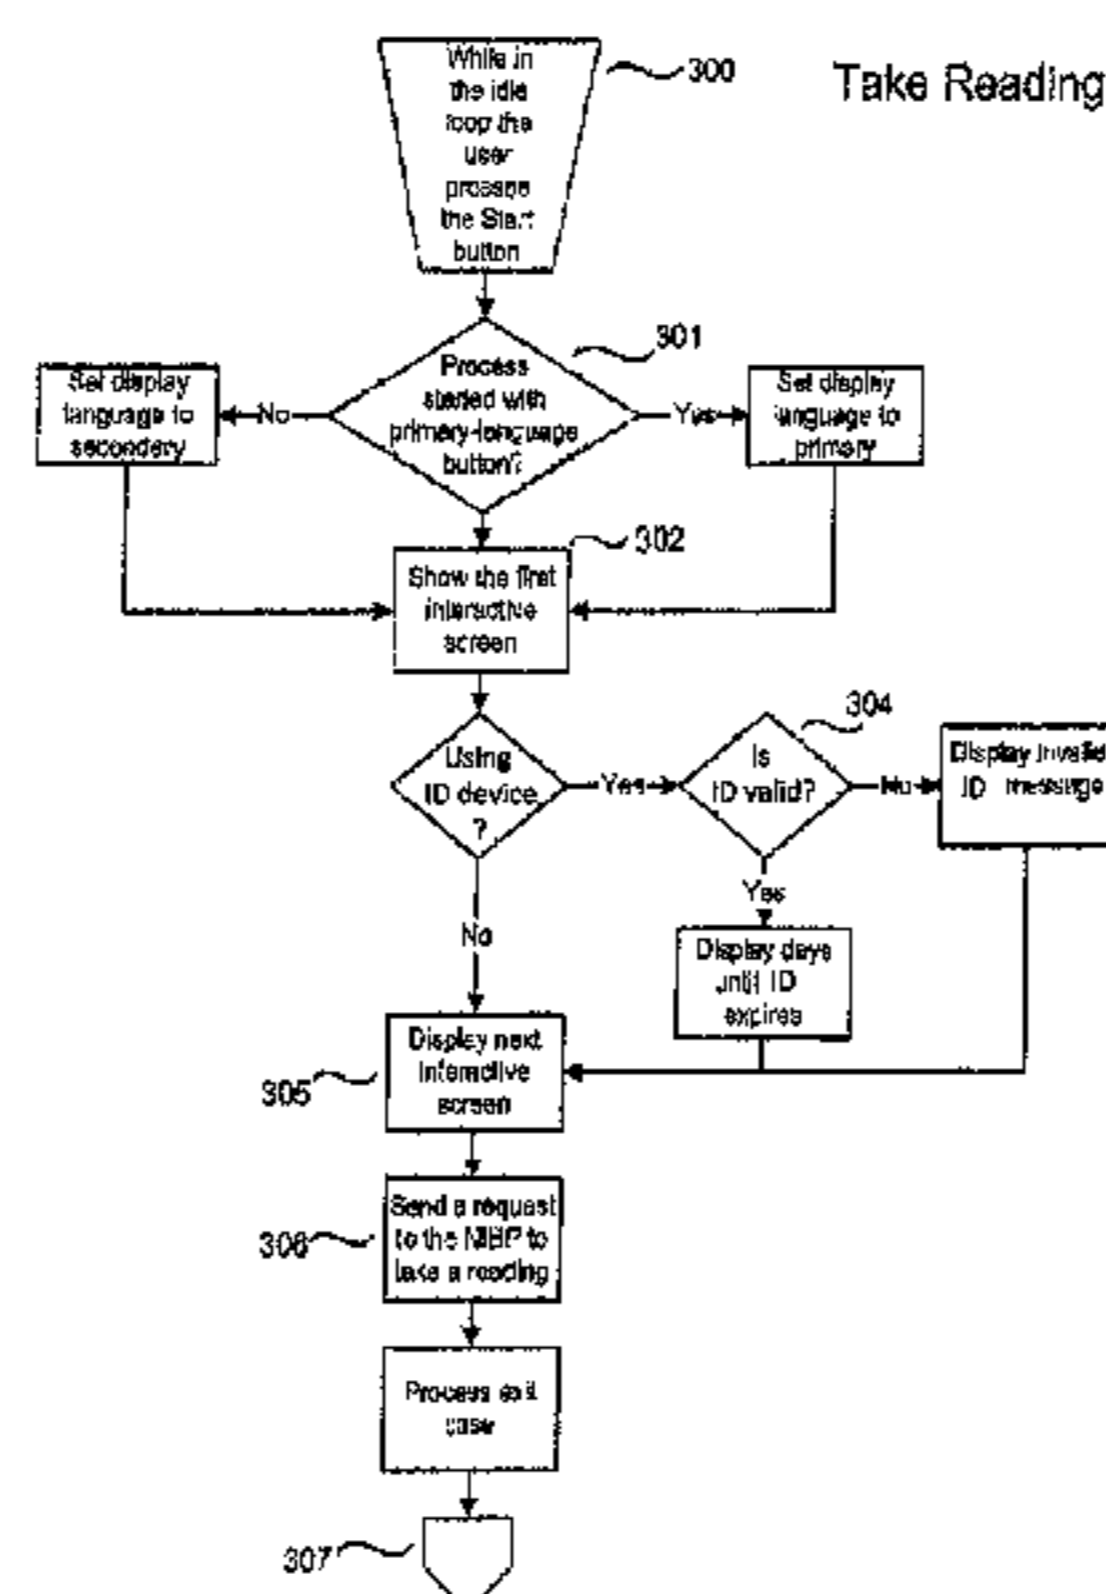 While in
the idle
loop the
user
presses
the Start
button
300
Take Reading
301
Process
started with
primary-language
button?
Set display
language to
secondary
No
Yes
Set display
language to
primary
302
Show the first
interactive
screen
304
Using
ID device
?
Yes
Is
ID valid?
No
Display invalid
ID message
Yes
No
Display days
until ID
expires
Display next
interactive
screen
305
Send a request
to the
to
take a reading
306
Process exit
case
307